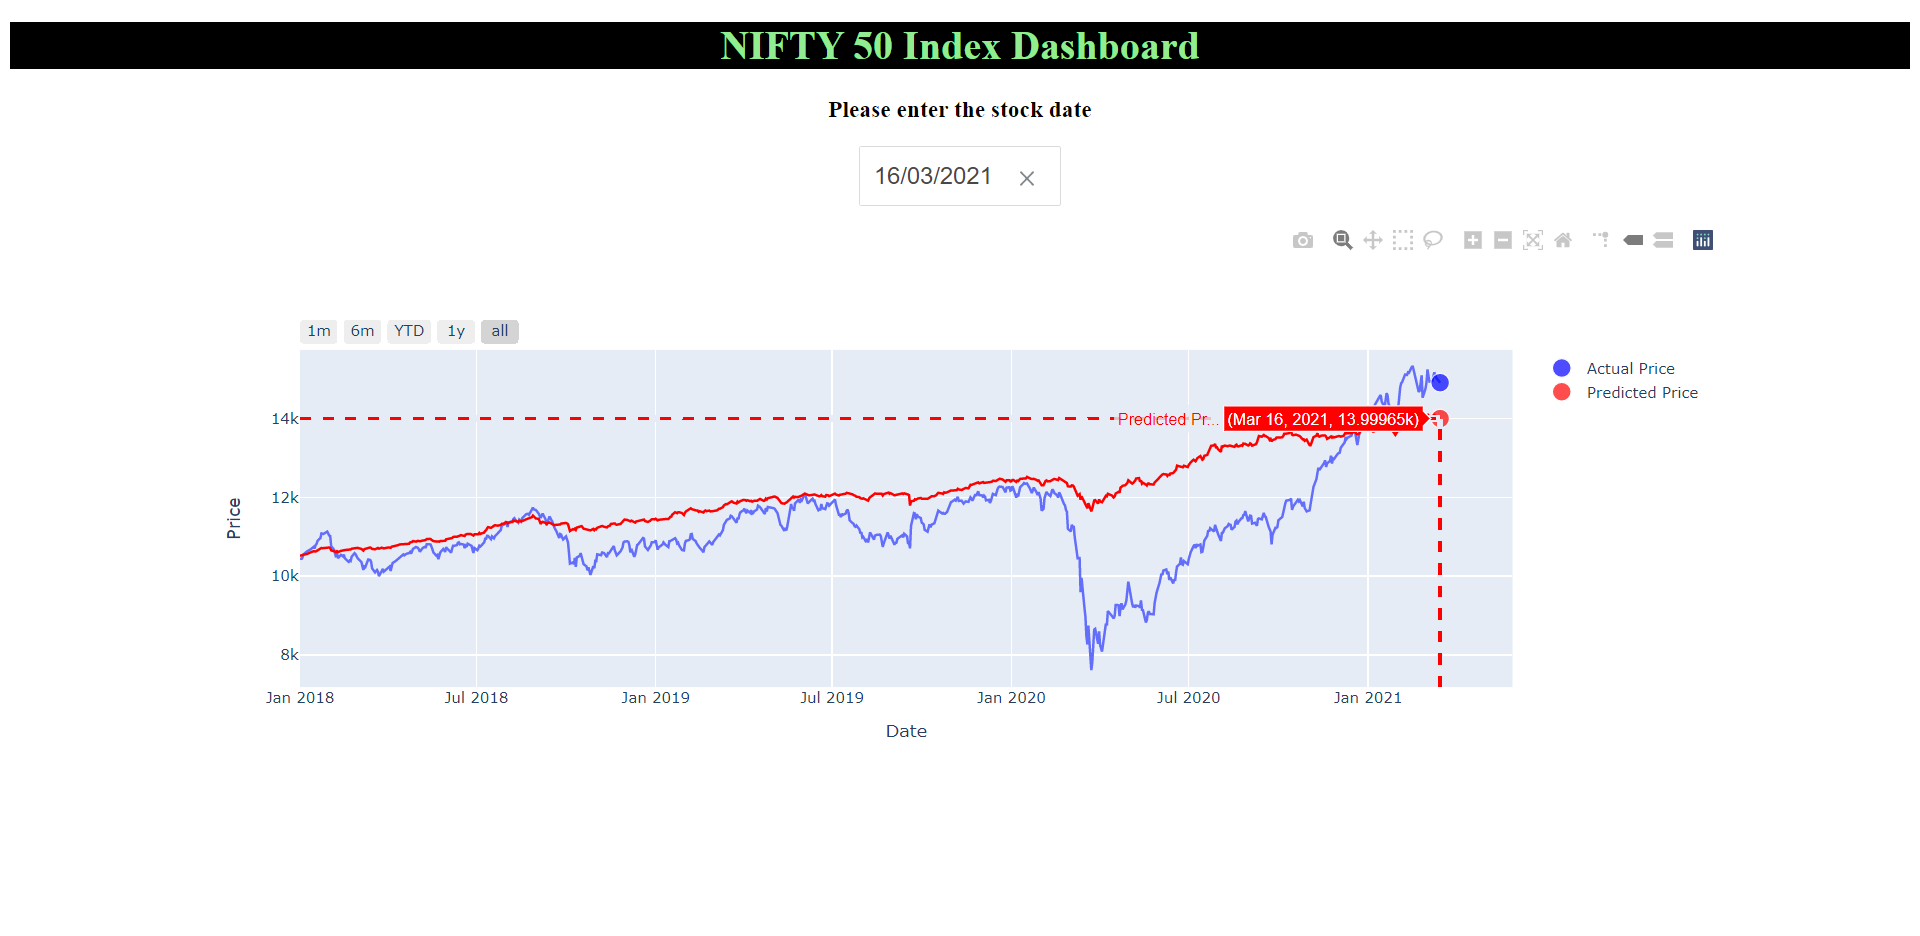 NIFTY 50 Index Dashboard
Please enter the stock date
16/03/2021
1m 6m YTD 1y all
Actual Price
Predicted Price
14k
Predicted Pr... (Mar 16, 2021, 13.99965k)
12k
Price
10k
8k
Jan 2018 Jul 2018 Jan 2019 Jul 2019 Jan 2020 Jul 2020 Jan 2021
Date